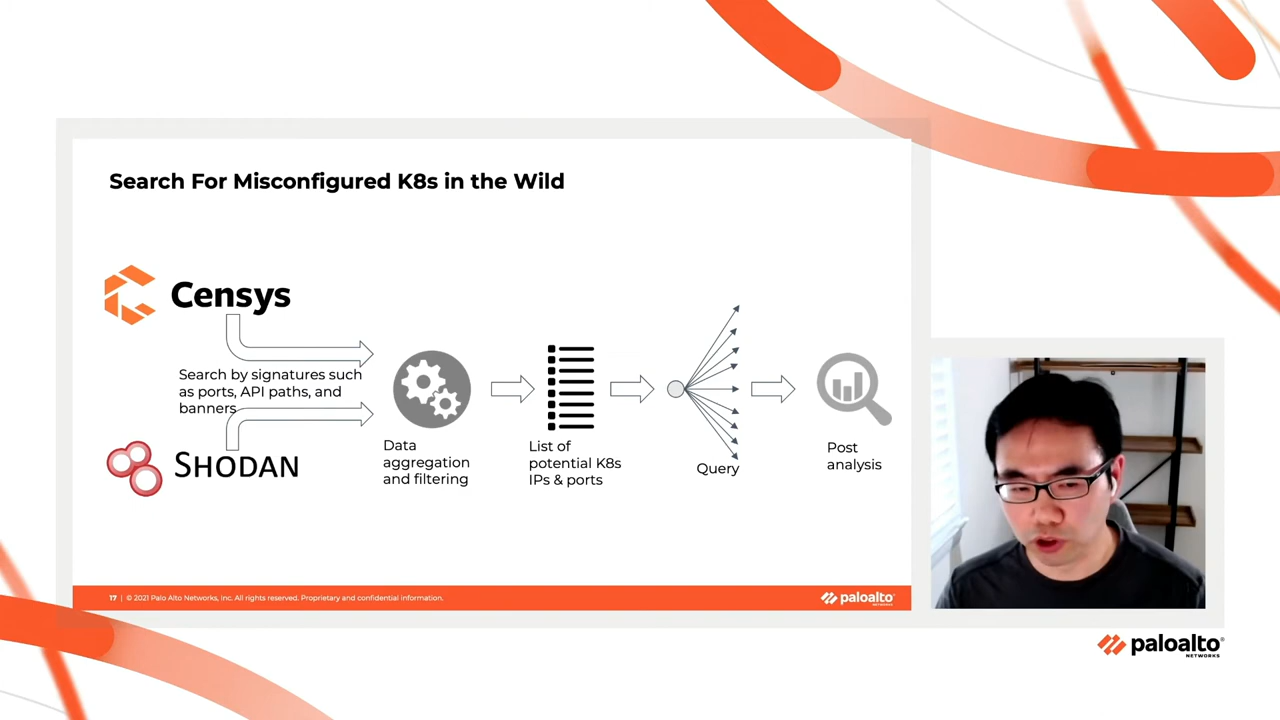 Search For Misconfigured K8s in the Wild
Censys
Search by signatures such
as ports, API paths, and
banners
SHODAN
Data
aggregation
and filtering
List of
potential K8s
IPs & ports
Query
Post
analysis
17 | © 2021 Palo Alto Networks, Inc. All rights reserved. Proprietary and confidential information.
paloalto
NETWORKS
paloalto
NETWORKS